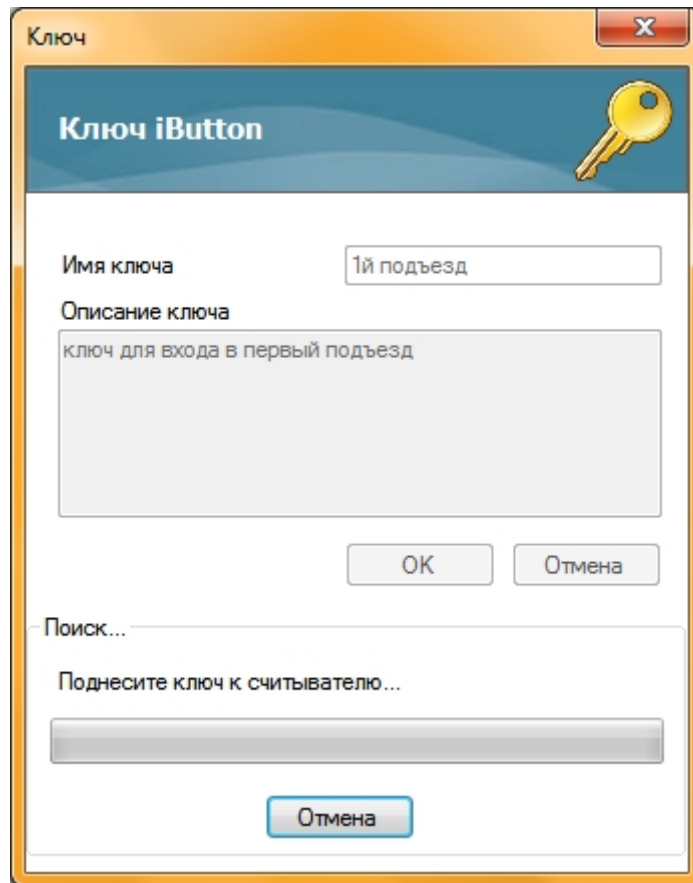 Ключ
Ключ iButton
Имя ключа 1й подъезд
Описание ключа
ключ для входа в первый подъезд
OK Отмена
Поиск...
Поднесите ключ к считывателю...
Отмена